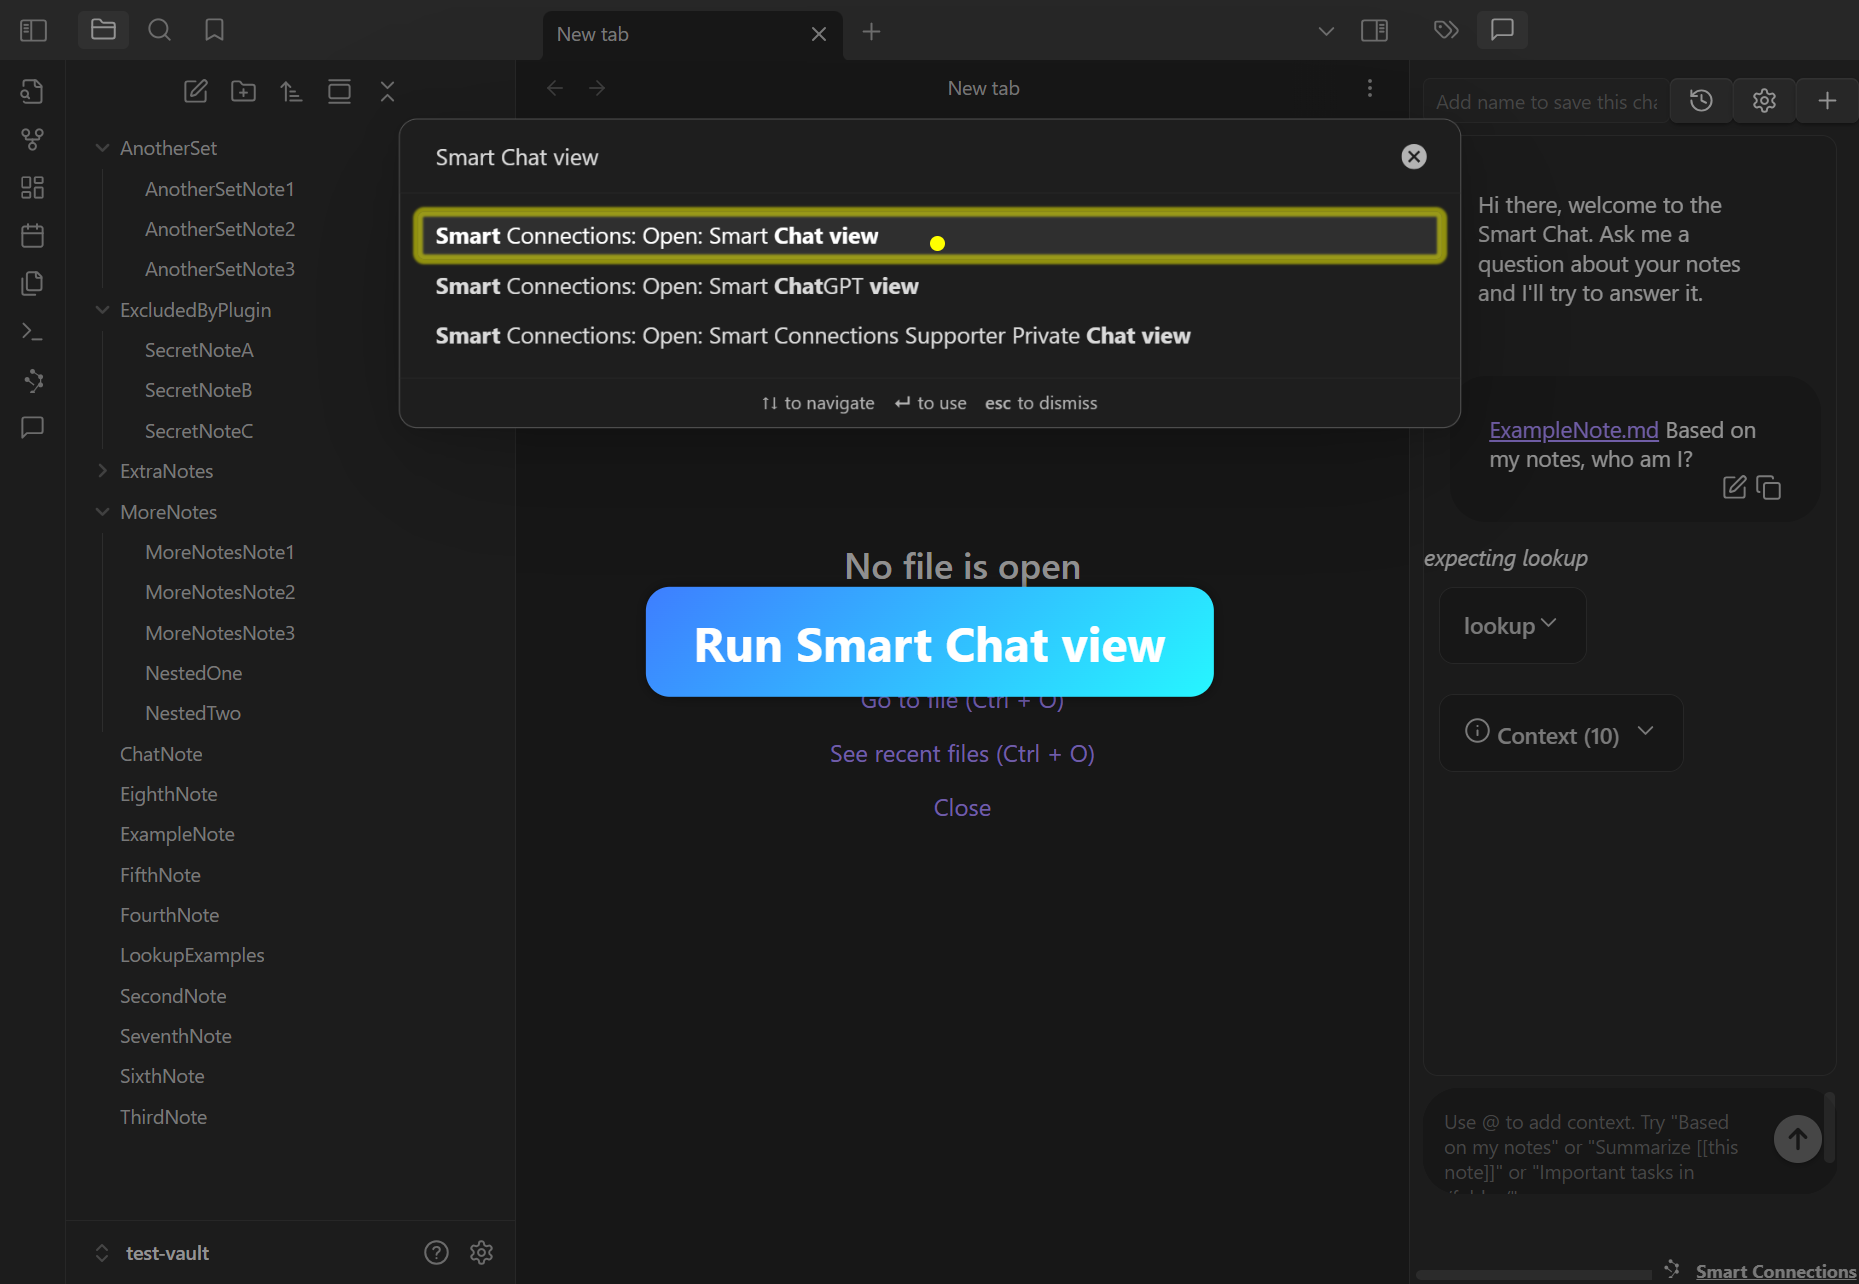 New tab
New tab
Add name to save this cha
AnotherSet
AnotherSetNote1
AnotherSetNote2
AnotherSetNote3
ExcludedByPlugin
SecretNoteA
SecretNoteB
SecretNoteC
ExtraNotes
MoreNotes
MoreNotesNote1
MoreNotesNote2
MoreNotesNote3
NestedOne
NestedTwo
ChatNote
EighthNote
ExampleNote
FifthNote
FourthNote
LookupExamples
SecondNote
SeventhNote
SixthNote
ThirdNote
test-vault
Smart Chat view
Smart Connections: Open: Smart Chat view
Smart Connections: Open: Smart ChatGPT view
Smart Connections: Open: Smart Connections Supporter Private Chat view
↑↓ to navigate ↵ to use esc to dismiss
No file is open
Run Smart Chat view
Go to file (Ctrl + O)
See recent files (Ctrl + O)
Close
Hi there, welcome to the
Smart Chat. Ask me a
question about your notes
and I'll try to answer it.
ExampleNote.md Based on
my notes, who am I?
expecting lookup
lookup
Context (10)
Use @ to add context. Try "Based
on my notes" or "Summarize [[this
note]]" or "Important tasks in
Smart Connections